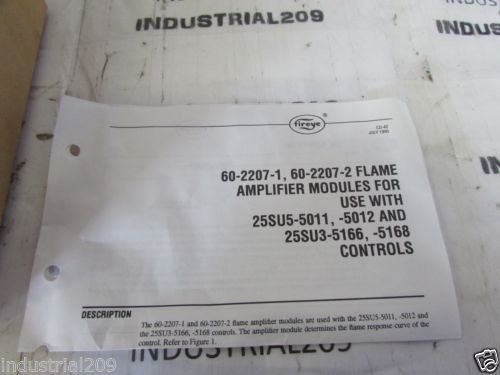 INDUSTRIAL209
INDUSTRIAL209
fireye
®
JULY 1990
60-2207-1, 60-2207-2 FLAME
AMPLIFIER MODULES FOR
USE WITH
25SU5-5011, -5012 AND
25SU3-5166, -5168
CONTROLS
DESCRIPTION
The 60-2207-1 and 60-2207-2 flame amplifier modules are used with the 25SU5-5011, -5012 and
the 25SU3-5166, -5168 controls. The amplifier module determines the flame response curve of the
control. Refer to Figure 1.
INDUSTRIAL209
industrial209